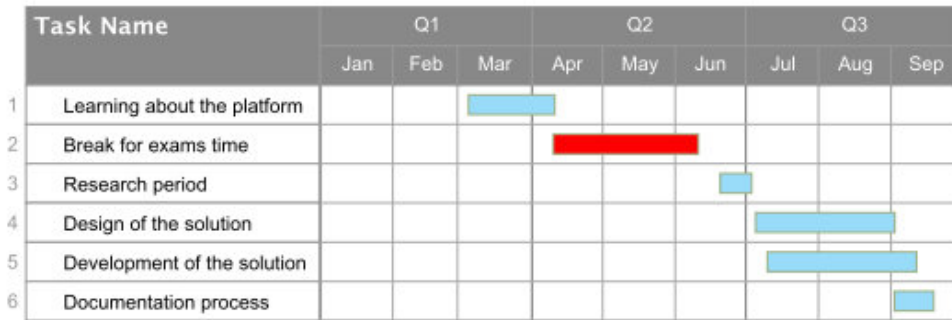 Task Name Q1 Q2 Q3
Jan Feb Mar Apr May Jun Jul Aug Sep
1 Learning about the platform
2 Break for exams time
3 Research period
4 Design of the solution
5 Development of the solution
6 Documentation process